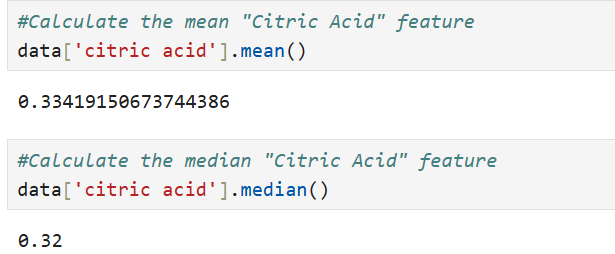 #Calculate the mean "Citric Acid" feature
data['citric acid'].mean()
0.33419150673744386
#Calculate the median "Citric Acid" feature
data['citric acid'].median()
0.32